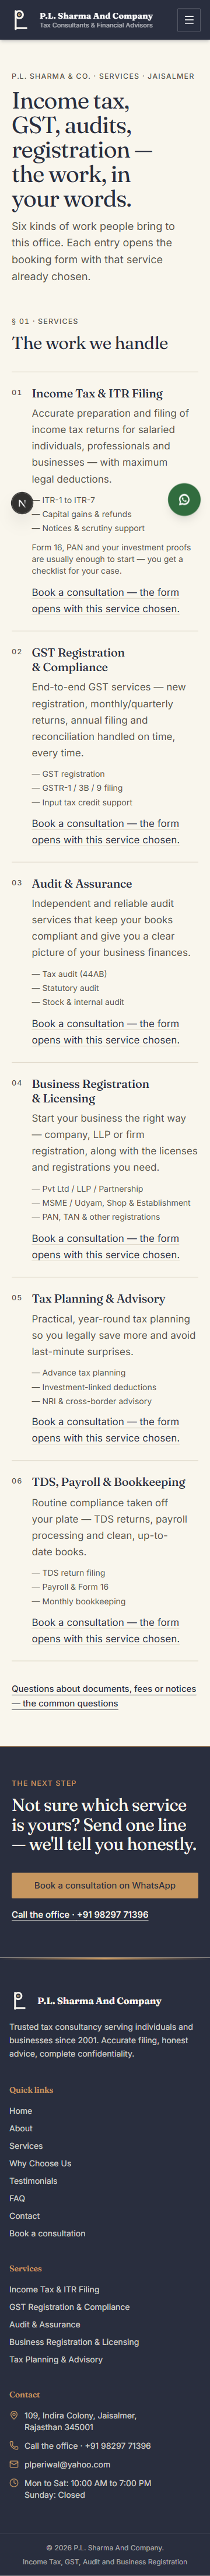 P.L. Sharma And Company
Tax Consultants & Financial Advisors
P.L. SHARMA & CO. · SERVICES · JAISALMER
Income tax,
GST, audits,
registration —
the work, in
your words.
Six kinds of work people bring to
this office. Each entry opens the
booking form with that service
already chosen.
§ 01 · SERVICES
The work we handle
01 Income Tax & ITR Filing
Accurate preparation and filing of
income tax returns for salaried
individuals, professionals and
businesses — with maximum
legal deductions.
— ITR-1 to ITR-7
— Capital gains & refunds
— Notices & scrutiny support
Form 16, PAN and your investment proofs
are usually enough to start — you get a
checklist for your case.
Book a consultation — the form
opens with this service chosen.
02 GST Registration
& Compliance
End-to-end GST services — new
registration, monthly/quarterly
returns, annual filing and
reconciliation handled on time,
every time.
— GST registration
— GSTR-1 / 3B / 9 filing
— Input tax credit support
Book a consultation — the form
opens with this service chosen.
03 Audit & Assurance
Independent and reliable audit
services that keep your books
compliant and give you a clear
picture of your business finances.
— Tax audit (44AB)
— Statutory audit
— Stock & internal audit
Book a consultation — the form
opens with this service chosen.
04 Business Registration
& Licensing
Start your business the right way
— company, LLP or firm
registration, along with the licenses
and registrations you need.
— Pvt Ltd / LLP / Partnership
— MSME / Udyam, Shop & Establishment
— PAN, TAN & other registrations
Book a consultation — the form
opens with this service chosen.
05 Tax Planning & Advisory
Practical, year-round tax planning
so you legally save more and avoid
last-minute surprises.
— Advance tax planning
— Investment-linked deductions
— NRI & cross-border advisory
Book a consultation — the form
opens with this service chosen.
06 TDS, Payroll & Bookkeeping
Routine compliance taken off
your plate — TDS returns, payroll
processing and clean, up-to-
date books.
— TDS return filing
— Payroll & Form 16
— Monthly bookkeeping
Book a consultation — the form
opens with this service chosen.
Questions about documents, fees or notices
— the common questions
THE NEXT STEP
Not sure which service
is yours? Send one line
— we'll tell you honestly.
Book a consultation on WhatsApp
Call the office · +91 98297 71396
P.L. Sharma And Company
Trusted tax consultancy serving individuals and
businesses since 2001. Accurate filing, honest
advice, complete confidentiality.
Quick links
Home
About
Services
Why Choose Us
Testimonials
FAQ
Contact
Book a consultation
Services
Income Tax & ITR Filing
GST Registration & Compliance
Audit & Assurance
Business Registration & Licensing
Tax Planning & Advisory
Contact
109, Indira Colony, Jaisalmer,
Rajasthan 345001
Call the office · +91 98297 71396
plperiwal@yahoo.com
Mon to Sat: 10:00 AM to 7:00 PM
Sunday: Closed
© 2026 P.L. Sharma And Company.
Income Tax, GST, Audit and Business Registration